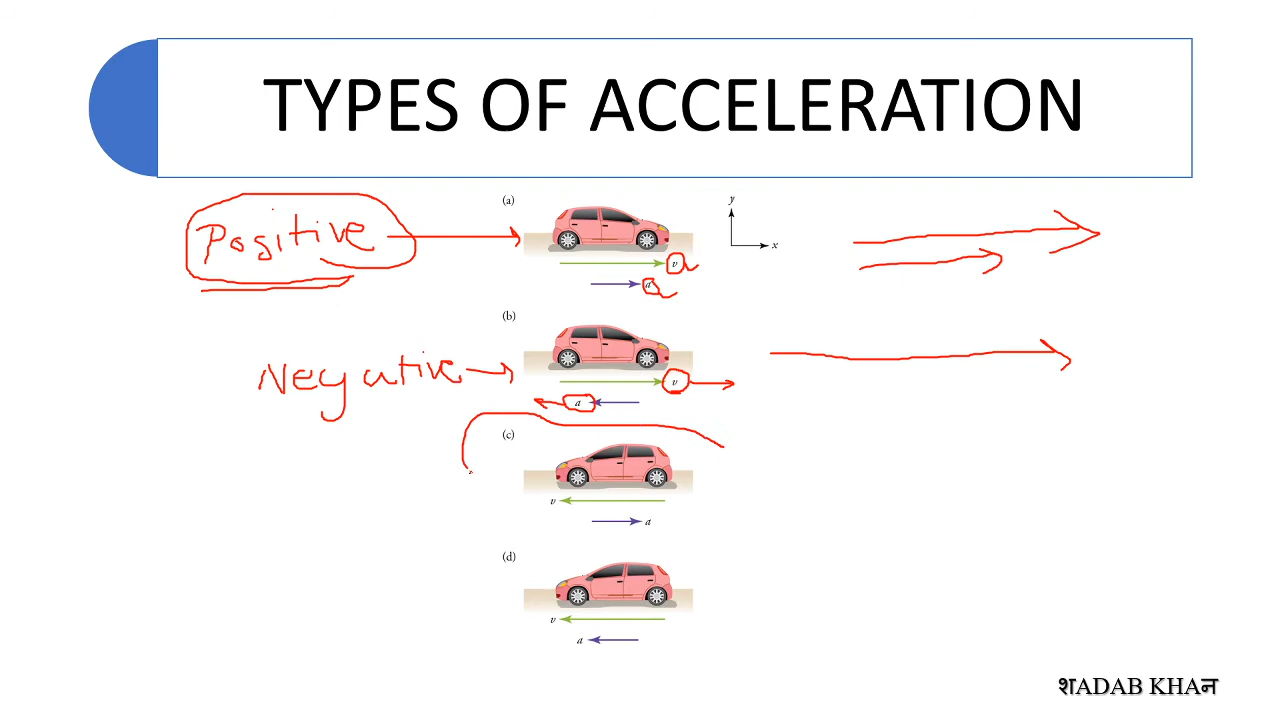 TYPES OF ACCELERATION
(a)
Positive
y
x
v
a
(b)
Negative
v
a
(c)
v
a
(d)
v
a
शADAB KHAन